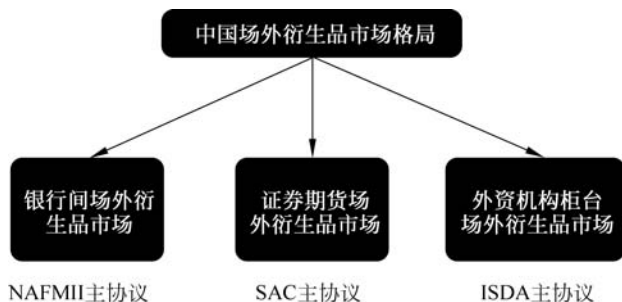 中国场外衍生品市场格局
银行间场外衍
生品市场
证券期货场
外衍生品市场
外资机构柜台
场外衍生品市场
NAFMII主协议
SAC主协议
ISDA主协议